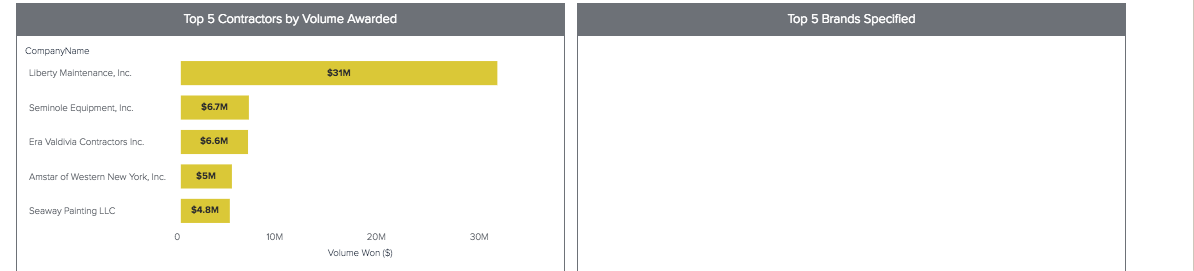 Top 5 Contractors by Volume Awarded
CompanyName
Liberty Maintenance, Inc.
$31M
Seminole Equipment, Inc.
$6.7M
Era Valdivia Contractors Inc.
$6.6M
Amstar of Western New York, Inc.
$5M
Seaway Painting LLC
$4.8M
0 10M 20M 30M
Volume Won ($)
Top 5 Brands Specified